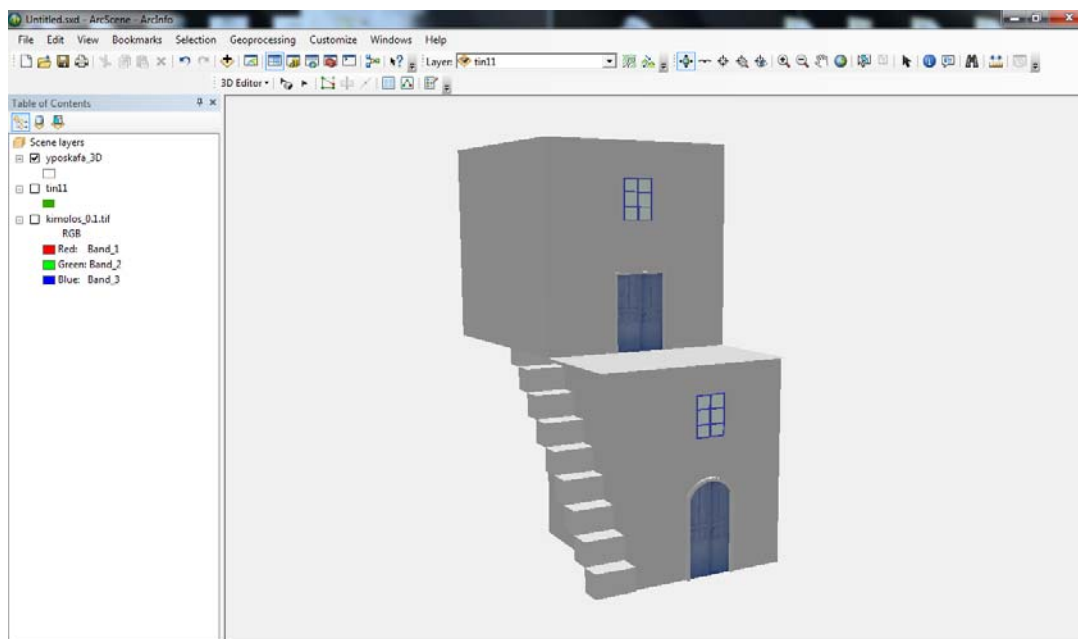 Untitled.sxd - ArcScene - ArcInfo
File Edit View Bookmarks Selection Geoprocessing Customize Windows Help
Layer: tin11
3D Editor
Table of Contents
Scene layers
yposkafa_3D
tin11
kimolos_0.1.tif
RGB
Red: Band_1
Green: Band_2
Blue: Band_3